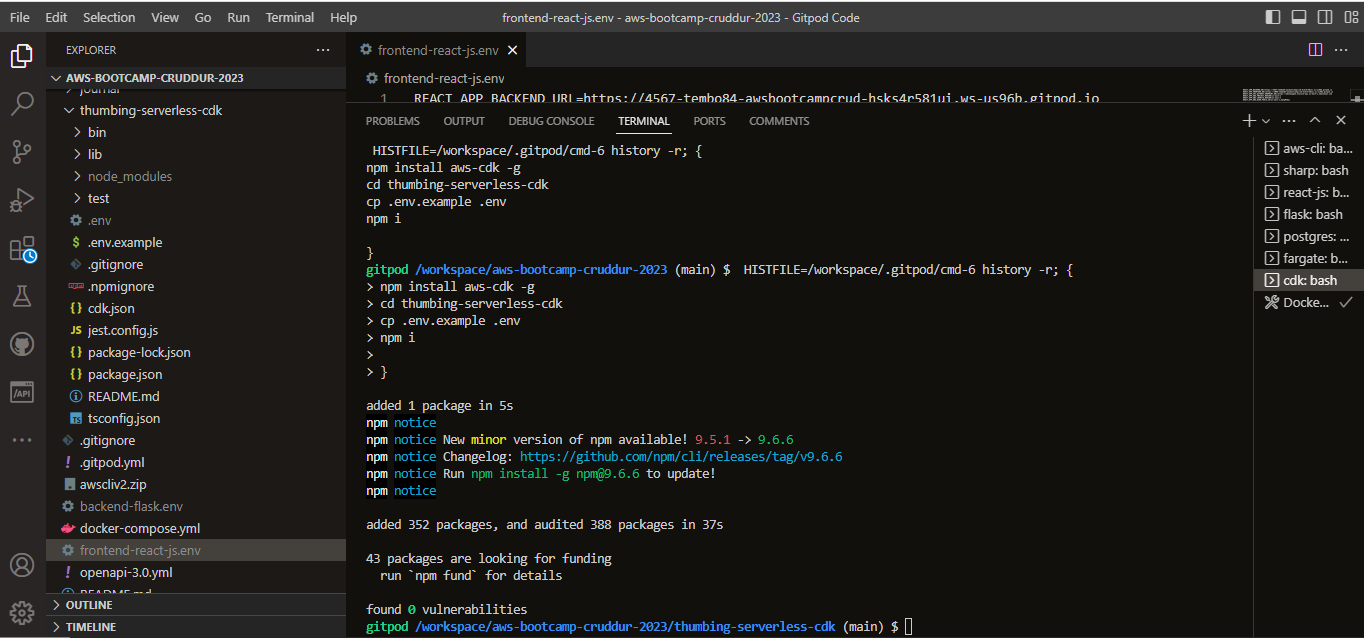 File Edit Selection View Go Run Terminal Help
frontend-react-js.env - aws-bootcamp-cruddur-2023 - Gitpod Code
EXPLORER
AWS-BOOTCAMP-CRUDDUR-2023
journal
thumbing-serverless-cdk
bin
lib
node_modules
test
.env
.env.example
.gitignore
.npmignore
cdk.json
jest.config.js
package-lock.json
package.json
README.md
tsconfig.json
.gitignore
.gitpod.yml
awscliv2.zip
backend-flask.env
docker-compose.yml
frontend-react-js.env
openapi-3.0.yml
README.md
OUTLINE
TIMELINE
frontend-react-js.env
frontend-react-js.env
1 REACT_APP_BACKEND_URL=https://4567-tembo84-awsbootcampcrud-hsks4r581ui.ws-us96b.gitpod.io
PROBLEMS OUTPUT DEBUG CONSOLE TERMINAL PORTS COMMENTS
HISTFILE=/workspace/.gitpod/cmd-6 history -r; {
npm install aws-cdk -g
cd thumbing-serverless-cdk
cp .env.example .env
npm i
}
gitpod /workspace/aws-bootcamp-cruddur-2023 (main) $  HISTFILE=/workspace/.gitpod/cmd-6 history -r; {
> npm install aws-cdk -g
> cd thumbing-serverless-cdk
> cp .env.example .env
> npm i
>
> }
added 1 package in 5s
npm notice
npm notice New minor version of npm available! 9.5.1 -> 9.6.6
npm notice Changelog: https://github.com/npm/cli/releases/tag/v9.6.6
npm notice Run npm install -g npm@9.6.6 to update!
npm notice
added 352 packages, and audited 388 packages in 37s
43 packages are looking for funding
run `npm fund` for details
found 0 vulnerabilities
gitpod /workspace/aws-bootcamp-cruddur-2023/thumbing-serverless-cdk (main) $
aws-cli: ba...
sharp: bash
react-js: b...
flask: bash
postgres: ...
fargate: b...
cdk: bash
Docke...